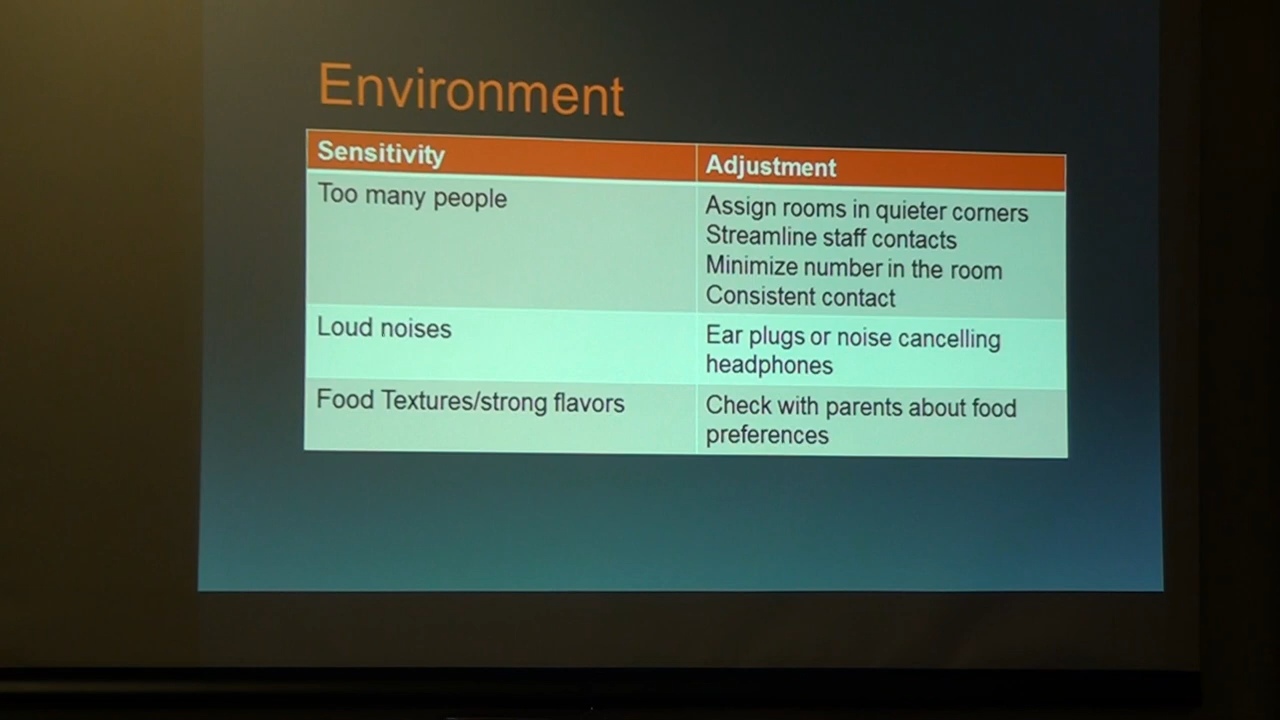 Environment
Sensitivity
Adjustment
Too many people
Assign rooms in quieter corners
Streamline staff contacts
Minimize number in the room
Consistent contact
Loud noises
Ear plugs or noise cancelling
headphones
Food Textures/strong flavors
Check with parents about food
preferences